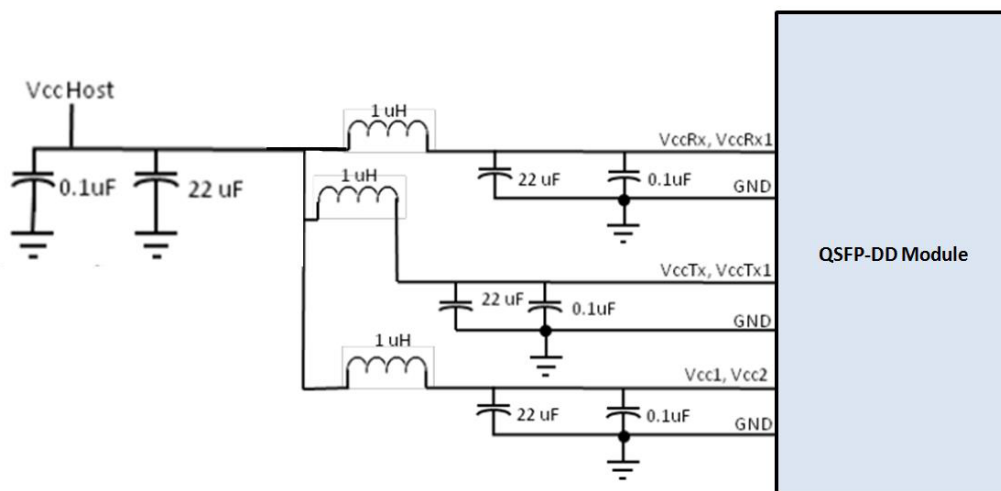 VccHost
0.1uF
22 uF
1 uH
VccRx, VccRx1
22 uF
0.1uF
GND
1 uH
VccTx, VccTx1
22 uF
0.1uF
GND
1 uH
Vcc1, Vcc2
22 uF
0.1uF
GND
QSFP-DD Module